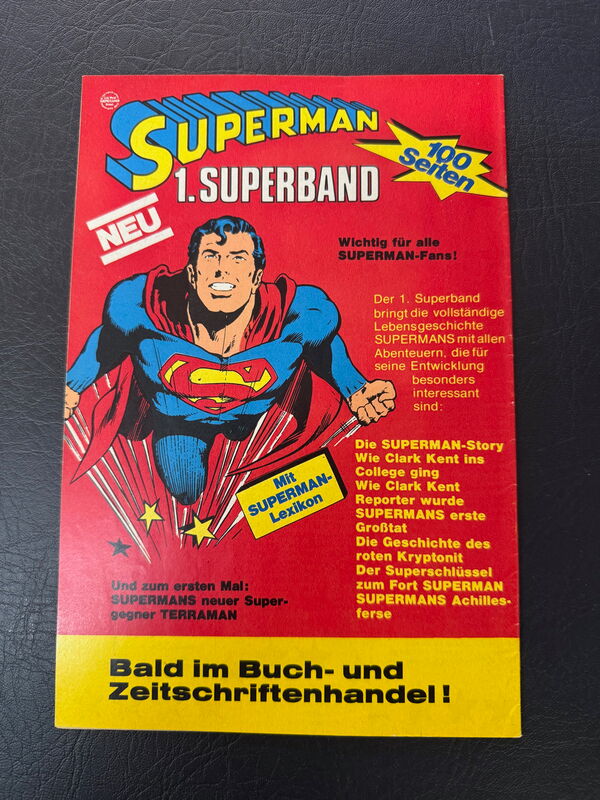 SUPERMAN
1. SUPERBAND
100
Seiten
NEU
Wichtig für alle
SUPERMAN-Fans!
Der 1. Superband
bringt die vollständige
Lebensgeschichte
SUPERMANS mit allen
Abenteuern, die für
seine Entwicklung
besonders
interessant
sind:
Die SUPERMAN-Story
Wie Clark Kent ins
College ging
Wie Clark Kent
Reporter wurde
SUPERMANS erste
Großtat
Die Geschichte des
roten Kryptonit
Der Superschlüssel
zum Fort SUPERMAN
SUPERMANS Achilles-
ferse
Mit
SUPERMAN-
Lexikon
Und zum ersten Mal:
SUPERMANS neuer Super-
gegner TERRAMAN
Bald im Buch- und
Zeitschriftenhandel!